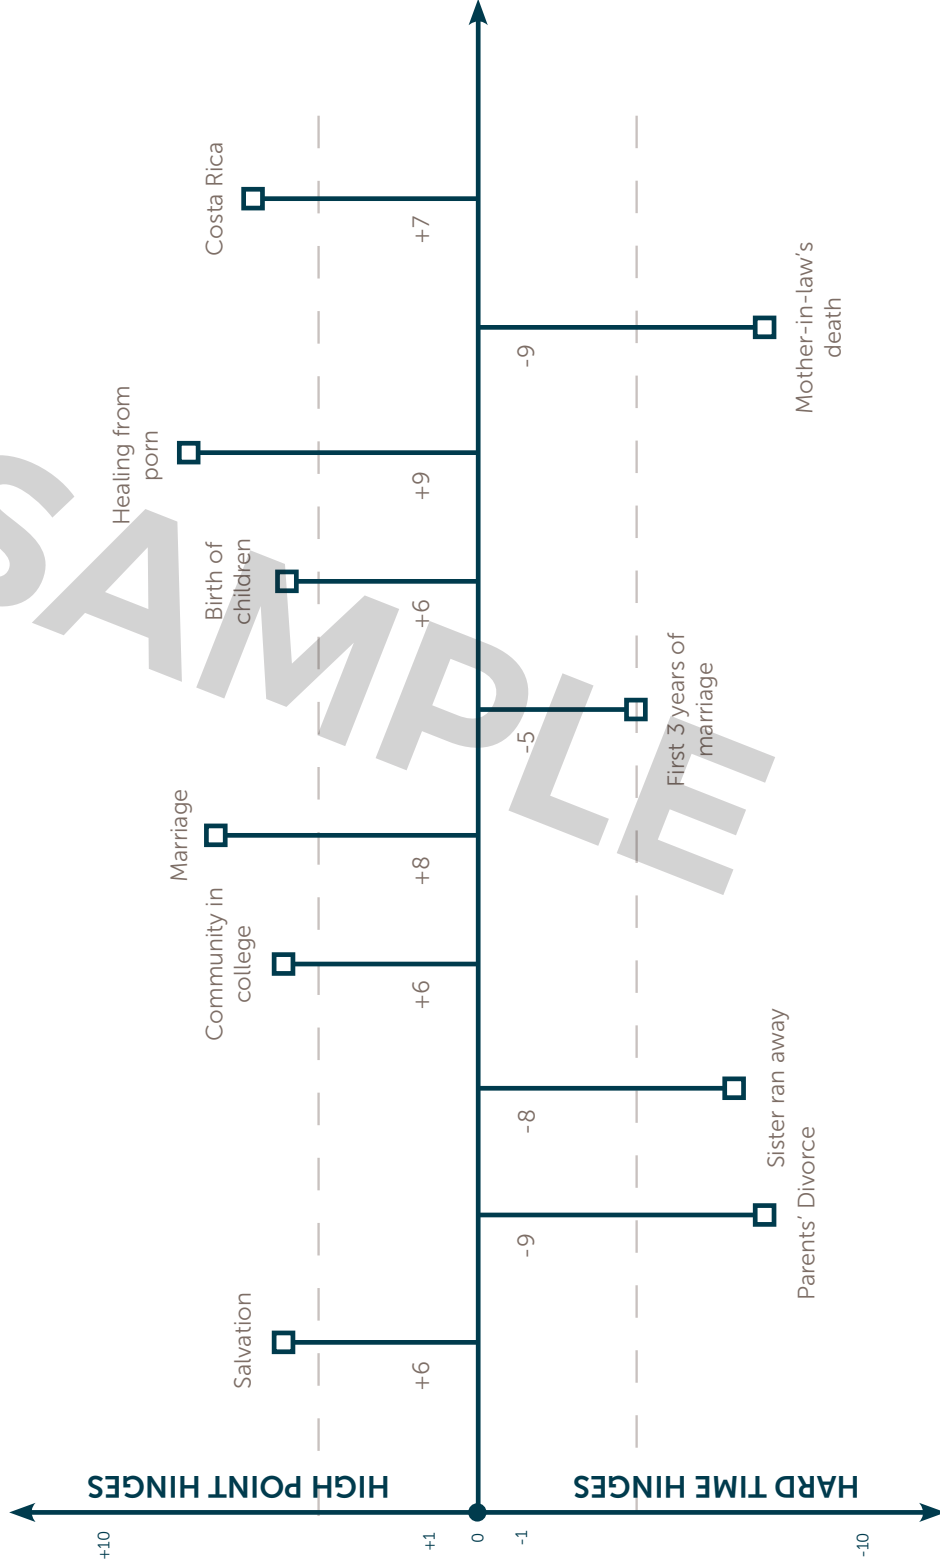 HIGH POINT HINGES
HARD TIME HINGES
+10
+1
0
-1
-10
Salvation
+6
Parents’ Divorce
-9
Sister ran away
-8
Community in
college
+6
Marriage
+8
First 3 years of
marriage
-5
Birth of
children
+6
Healing from
porn
+9
Mother-in-law’s
death
-9
Costa Rica
+7
SAMPLE